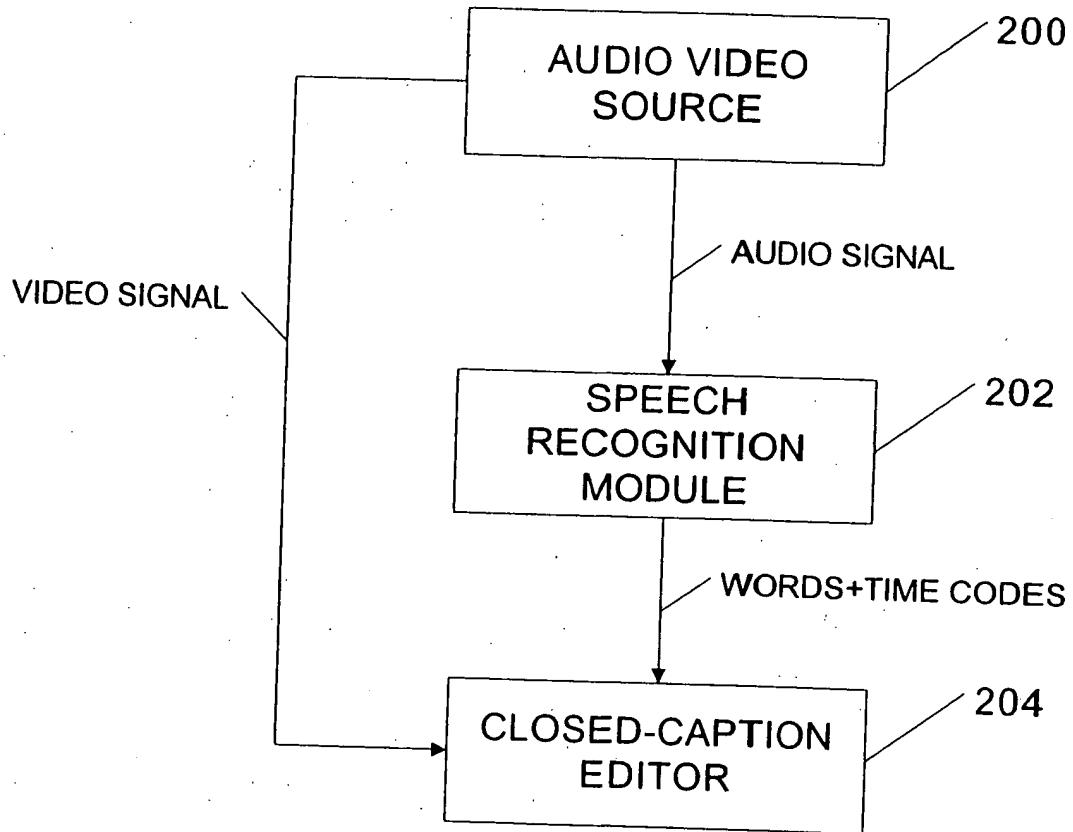 200
AUDIO VIDEO
SOURCE
AUDIO SIGNAL
VIDEO SIGNAL
202
SPEECH
RECOGNITION
MODULE
WORDS+TIME CODES
204
CLOSED-CAPTION
EDITOR